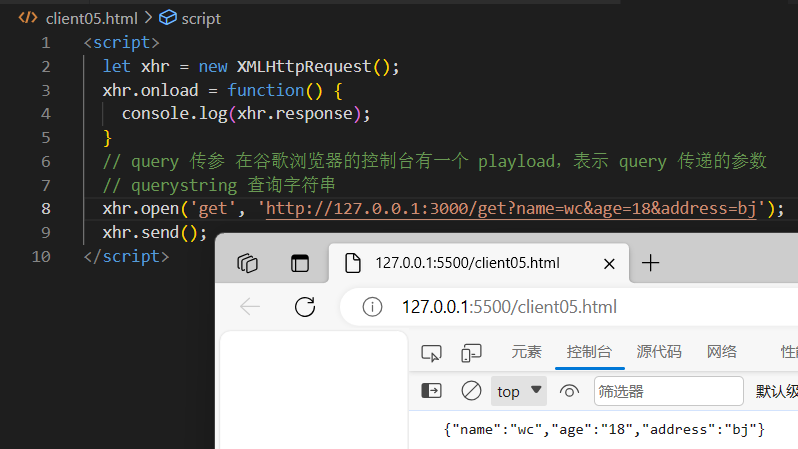 client05.html > script
1 <script>
2 let xhr = new XMLHttpRequest();
3 xhr.onload = function() {
4 console.log(xhr.response);
5 }
6 // query 传参 在谷歌浏览器的控制台有一个 playload，表示 query 传递的参数
7 // querystring 查询字符串
8 xhr.open('get', 'http://127.0.0.1:3000/get?name=wc&age=18&address=bj');
9 xhr.send();
10 </script>
127.0.0.1:5500/client05.html
127.0.0.1:5500/client05.html
元素 控制台 源代码 网络
top 筛选器 默认级
{"name":"wc","age":"18","address":"bj"}